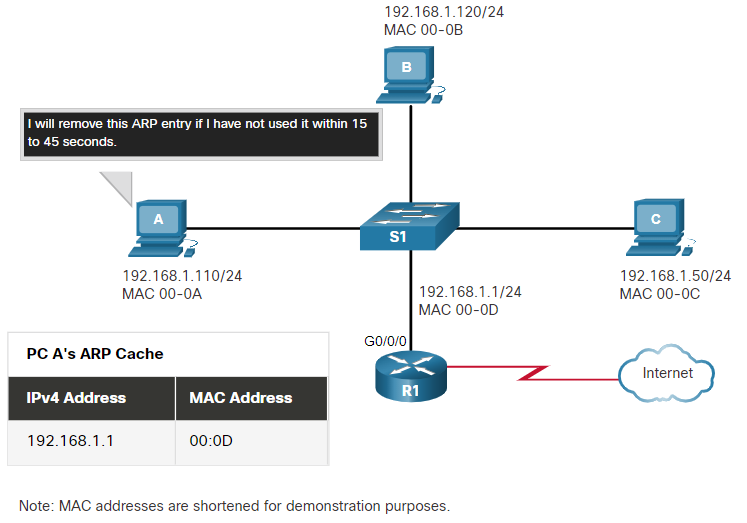 192.168.1.120/24
MAC 00-0B
B
I will remove this ARP entry if I have not used it within 15
to 45 seconds.
A
S1
C
192.168.1.110/24
MAC 00-0A
192.168.1.50/24
MAC 00-0C
192.168.1.1/24
MAC 00-0D
G0/0/0
R1
Internet
PC A's ARP Cache
IPv4 Address MAC Address
192.168.1.1 00:0D
Note: MAC addresses are shortened for demonstration purposes.